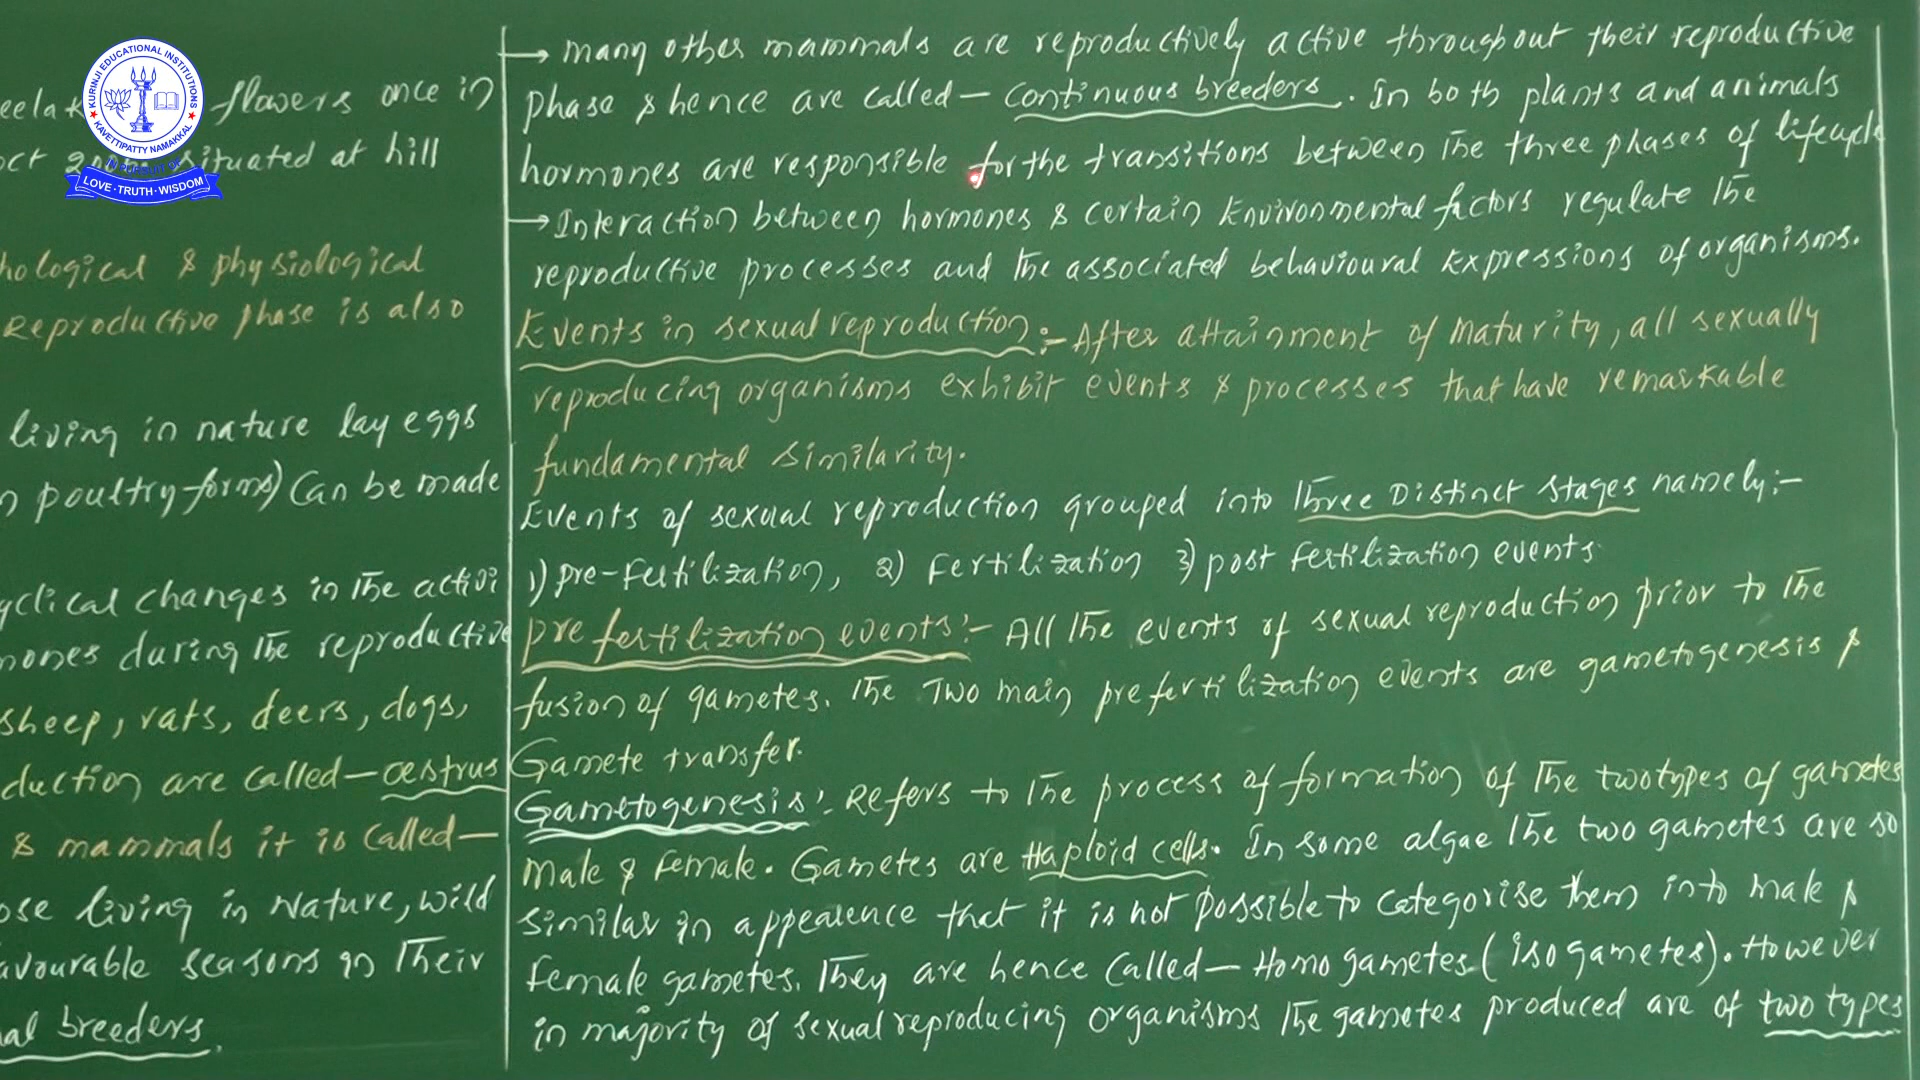 KURINJI EDUCATIONAL INSTITUTIONS
KAVETTIPATTY NAMAKKAL
IN PURSUIT OF
LOVE · TRUTH · WISDOM
flowers once in
situated at hill
hological & physiological
Reproductive phase is also
living in nature lay eggs
n poultry forms) Can be made
yclical changes in the activi
mones during the reproductive
sheep, rats, deers, dogs,
duction are called - oestrus
& mammals it is called -
ose living in Nature, wild
avourable seasons in Their
nal breeders.
→ many other mammals are reproductively active throughout their reproductive
phase & hence are called - continuous breeders. In both plants and animals
hormones are responsible for the transitions between the three phases of lifecycle
→ Interaction between hormones & certain Environmental factors regulate the
reproductive processes and the associated behavioural expressions of organisms.
Events in sexual reproduction :- After attainment of maturity, all sexually
reproducing organisms exhibit events & processes that have remarkable
fundamental similarity.
Events of sexual reproduction grouped into Three Distinct stages namely :-
1) pre-fertilization, 2) Fertilization 3) post fertilization events
pre fertilization events :- All the events of sexual reproduction prior to the
fusion of gametes. The Two main prefertilization events are gametogenesis &
Gamete transfer.
Gametogenesis : Refers to the process of formation of the two types of gametes
male & female. Gametes are Haploid cells. In some algae the two gametes are so
similar in appearence that it is not possible to categorise them into male &
female gametes. They are hence called - Homo gametes (isogametes). However
in majority of sexual reproducing organisms the gametes produced are of two types